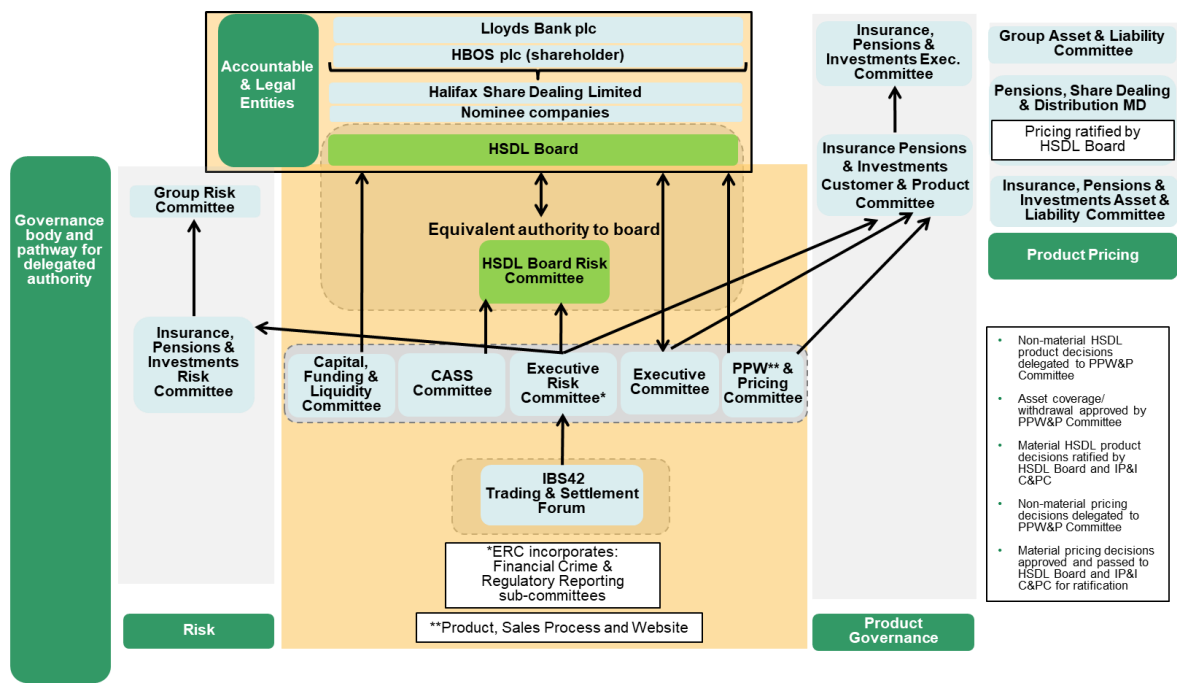 Lloyds Bank plc
HBOS plc (shareholder)
Accountable
& Legal
Entities
Halifax Share Dealing Limited
Nominee companies
HSDL Board
Insurance,
Pensions &
Investments Exec.
Committee
Group Asset & Liability
Committee
Pensions, Share Dealing
& Distribution MD
Pricing ratified by
HSDL Board
Insurance Pensions
& Investments
Customer & Product
Committee
Insurance, Pensions &
Investments Asset &
Liability Committee
Product Pricing
Governance
body and
pathway for
delegated
authority
Group Risk
Committee
Equivalent authority to board
HSDL Board Risk
Committee
Insurance,
Pensions &
Investments
Risk
Committee
Capital,
Funding &
Liquidity
Committee
CASS
Committee
Executive
Risk
Committee*
Executive
Committee
PPW** &
Pricing
Committee
IBS42
Trading & Settlement
Forum
*ERC incorporates:
Financial Crime &
Regulatory Reporting
sub-committees
**Product, Sales Process and Website
Risk
Product
Governance
• Non-material HSDL
product decisions
delegated to PPW&P
Committee
• Asset coverage/
withdrawal approved by
PPW&P Committee
• Material HSDL product
decisions ratified by
HSDL Board and IP&I
C&PC
• Non-material pricing
decisions delegated to
PPW&P Committee
• Material pricing decisions
approved and passed to
HSDL Board and IP&I
C&PC for ratification